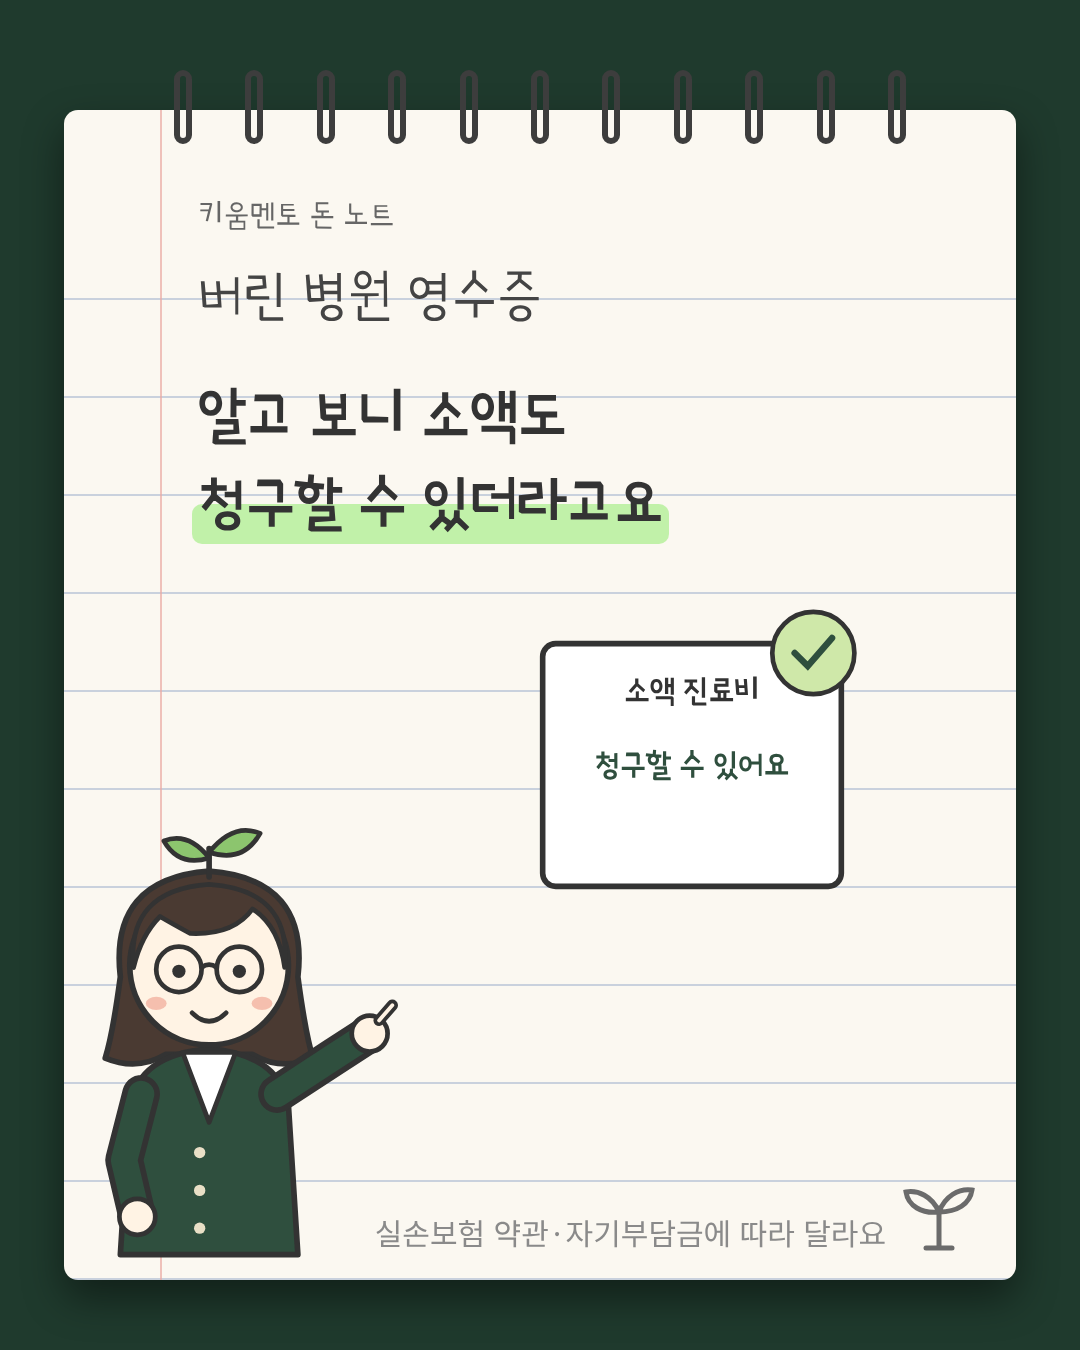 키움멘토 돈 노트
버린 병원 영수증
알고 보니 소액도
청구할 수 있더라고요
소액 진료비
청구할 수 있어요
실손보험 약관·자기부담금에 따라 달라요